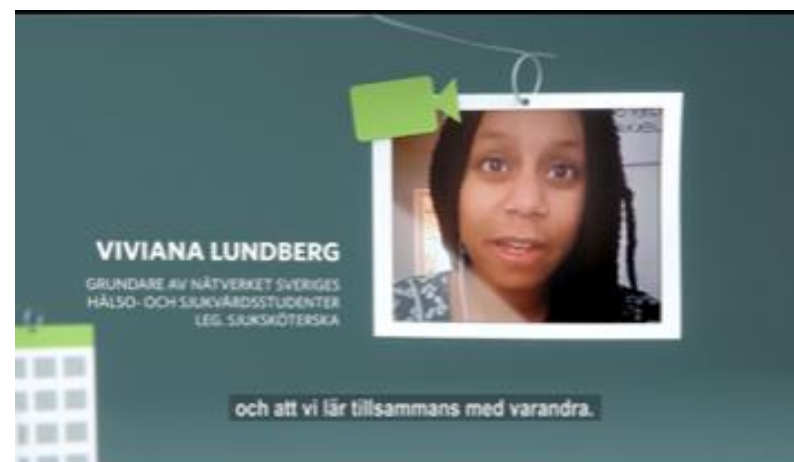 VIVIANA LUNDBERG
GRUNDARE AV NÄTVERKET SVERIGES
HÄLSO- OCH SJUKVÅRDSSTUDENTER
LEG. SJUKSKÖTERSKA
och att vi lär tillsammans med varandra.